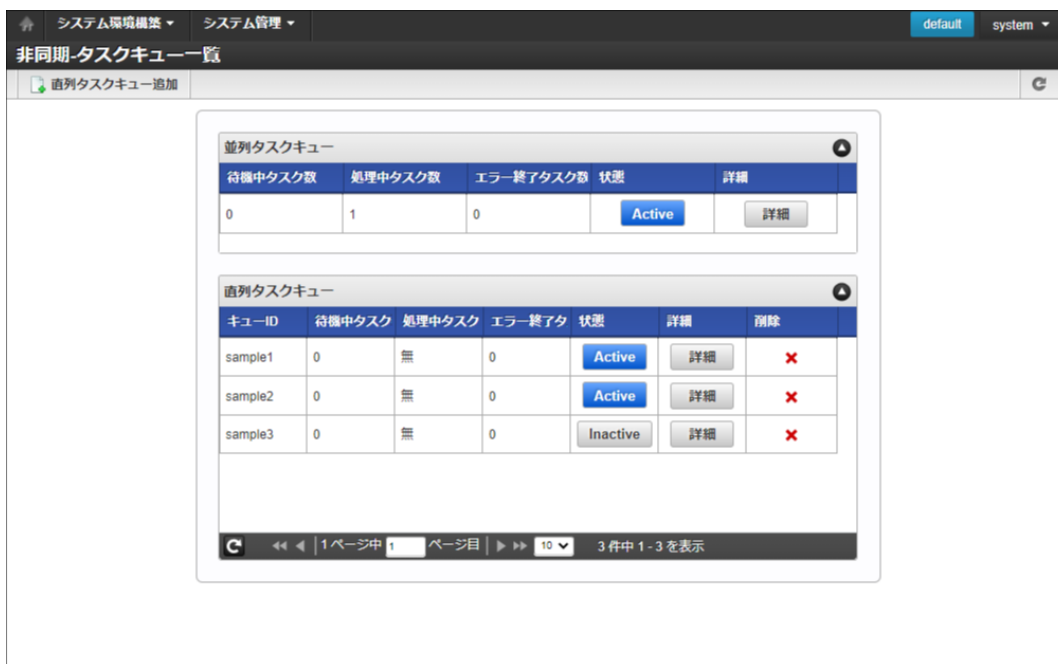 システム環境構築 システム管理 default system
非同期-タスクキュー一覧
直列タスクキュー追加
並列タスクキュー
待機中タスク数 処理中タスク数 エラー終了タスク数 状態 詳細
0 1 0 Active 詳細
直列タスクキュー
キューID 待機中タスク 処理中タスク エラー終了タ 状態 詳細 削除
sample1 0 無 0 Active 詳細
sample2 0 無 0 Active 詳細
sample3 0 無 0 Inactive 詳細
1 ページ中 1 ページ目 10 3 件中 1 - 3 を表示